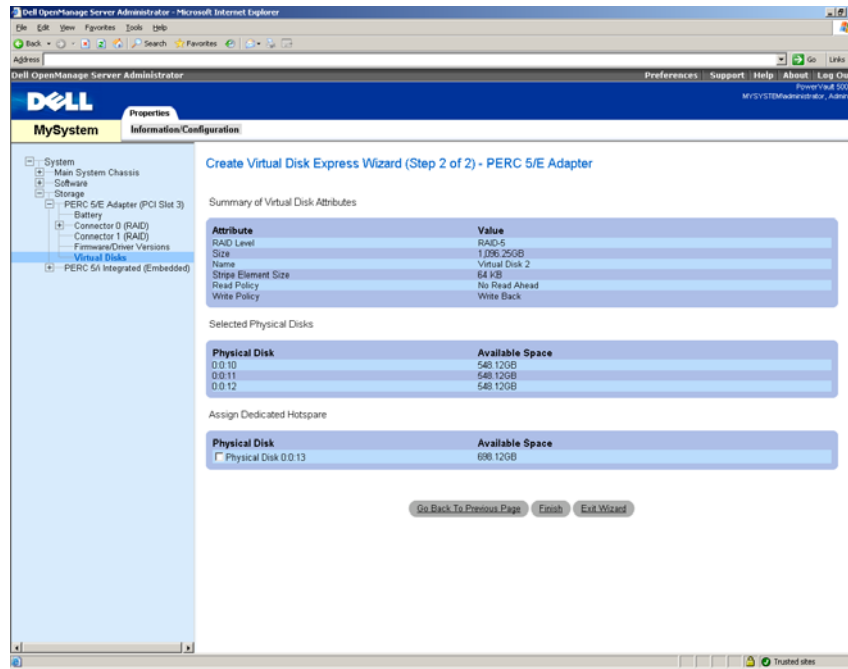 Dell OpenManage Server Administrator - Microsoft Internet Explorer
File Edit View Favorites Tools Help
Back Search Favorites
Address Go Links
Dell OpenManage Server Administrator Preferences Support Help About Log Ou
PowerVault 500
MYSYSTEM\administrator, Admin
DELL
Properties
MySystem Information/Configuration
System
Main System Chassis
Software
Storage
PERC 5/E Adapter (PCI Slot 3)
Battery
Connector 0 (RAID)
Connector 1 (RAID)
Firmware/Driver Versions
Virtual Disks
PERC 5/i Integrated (Embedded)
Create Virtual Disk Express Wizard (Step 2 of 2) - PERC 5/E Adapter
Summary of Virtual Disk Attributes
Attribute Value
RAID Level RAID-5
Size 1,096.25GB
Name Virtual Disk 2
Stripe Element Size 64 KB
Read Policy No Read Ahead
Write Policy Write Back
Selected Physical Disks
Physical Disk Available Space
0:0:10 548.12GB
0:0:11 548.12GB
0:0:12 548.12GB
Assign Dedicated Hotspare
Physical Disk Available Space
Physical Disk 0:0:13 698.12GB
Go Back To Previous Page Finish Exit Wizard
Trusted sites